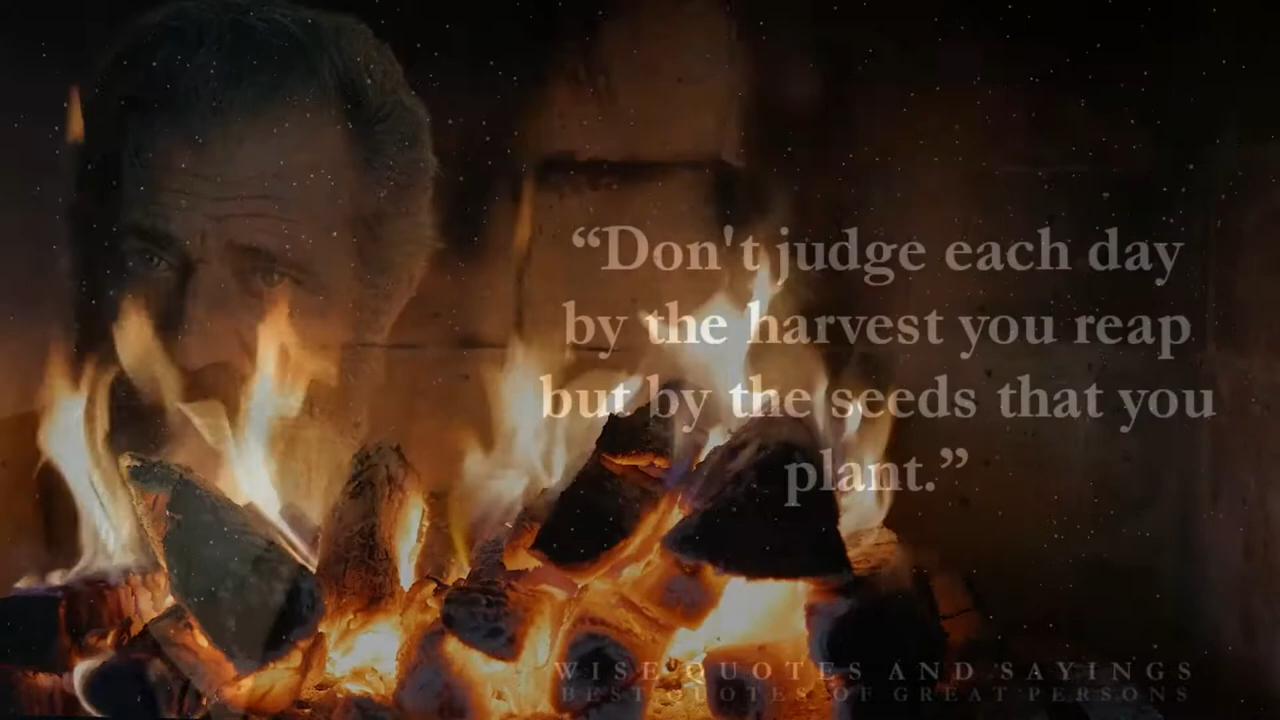 “Don't judge each day
by the harvest you reap
but by the seeds that you
plant.”
WISE QUOTES AND SAYINGS
BEST QUOTES OF GREAT PERSONS